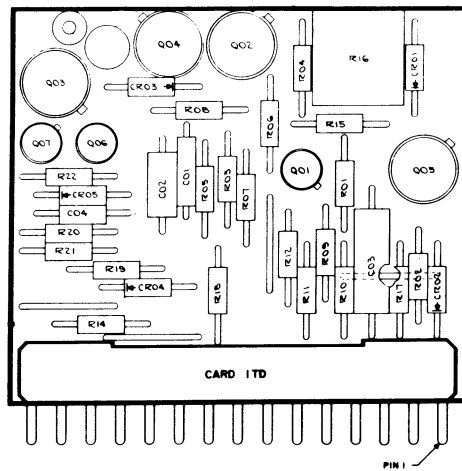 Q04
Q02
R04
R16
CR01
CR03
Q03
R08
R06
R15
Q07
Q06
Q01
Q05
R22
CR05
C04
R20
R21
C02
C01
R05
R03
R07
R01
R12
R09
C03
R19
CR04
R18
R11
R10
R17
R02
CR02
R14
CARD 1TD
PIN 1